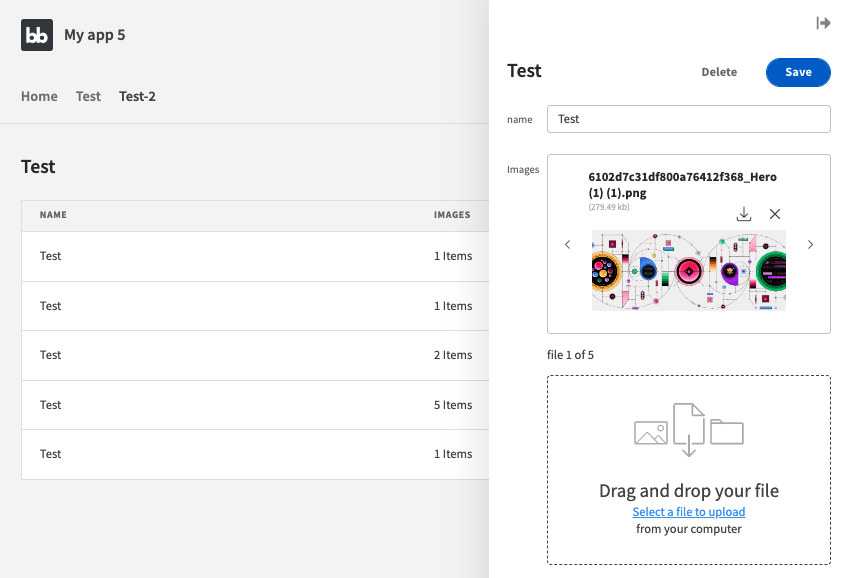 bb
My app 5
Home Test Test-2
Test
NAME IMAGES
Test 1 Items
Test 1 Items
Test 2 Items
Test 5 Items
Test 1 Items
Test Delete Save
name Test
Images
6102d7c31df800a76412f368_Hero
(1) (1).png
(279.49 kb)
file 1 of 5
Drag and drop your file
Select a file to upload
from your computer